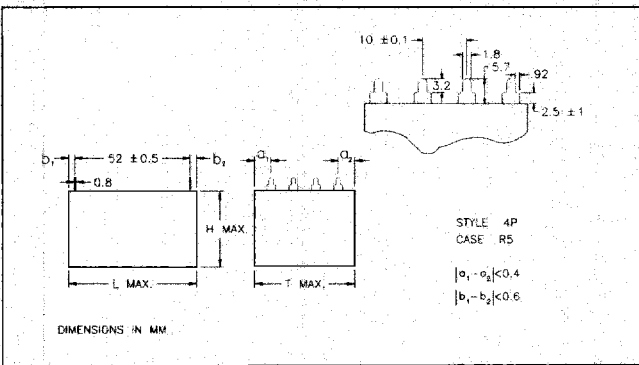 10 ±0.1
1.8
5.7
.92
3.2
2.5 ±1
b₁ 52 ±0.5 b₂
0.8
a₁ a₂
H MAX.
L MAX.
T MAX.
STYLE 4P
CASE R5
|a₁-a₂|<0.4
|b₁-b₂|<0.6
DIMENSIONS IN MM